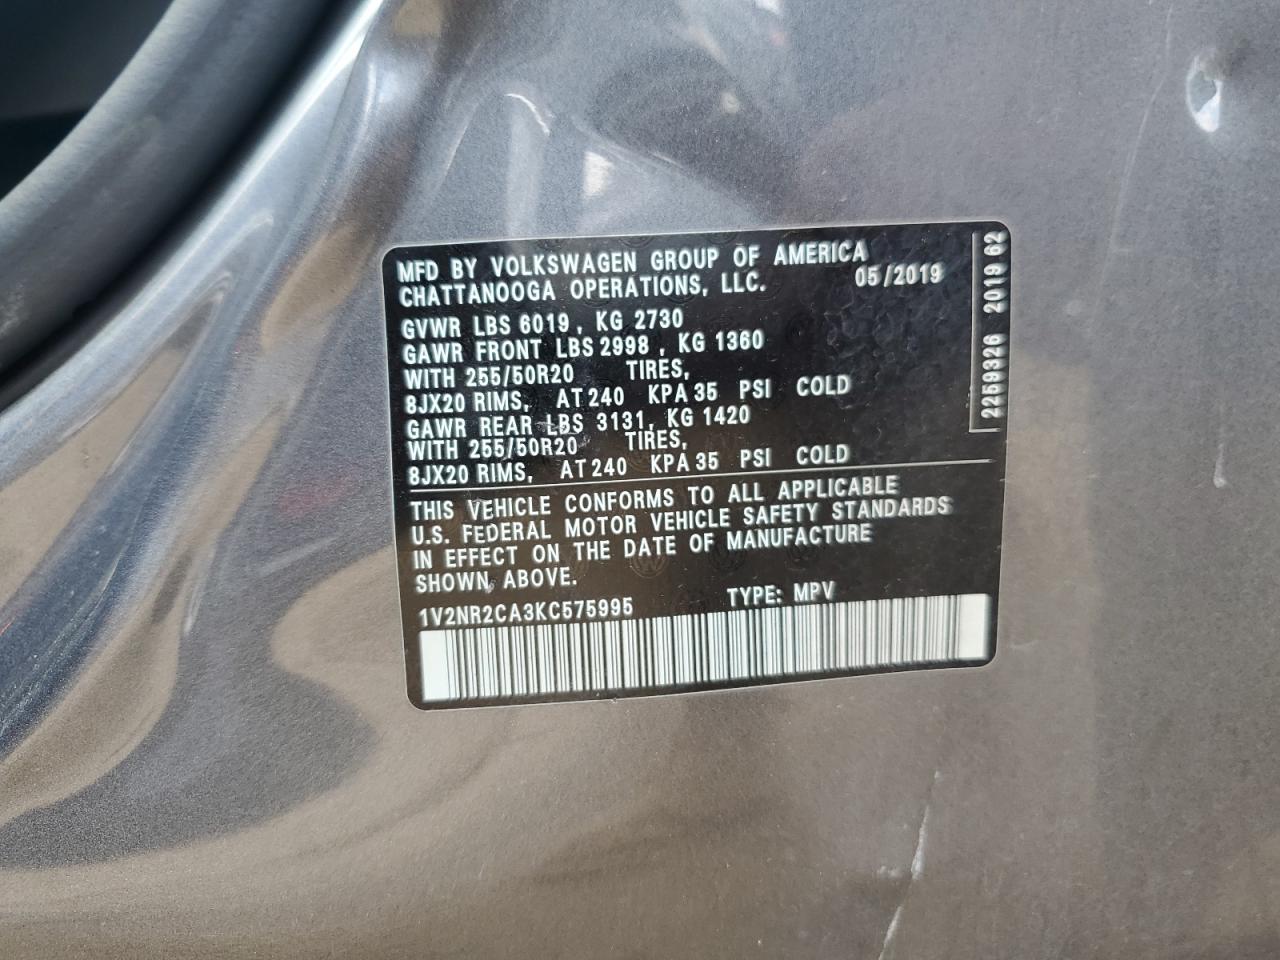 MFD BY VOLKSWAGEN GROUP OF AMERICA
CHATTANOOGA OPERATIONS, LLC. 05/2019
GVWR LBS 6019, KG 2730
GAWR FRONT LBS 2998, KG 1360
WITH 255/50R20 TIRES,
8JX20 RIMS, AT 240 KPA 35 PSI COLD
GAWR REAR LBS 3131, KG 1420
WITH 255/50R20 TIRES,
8JX20 RIMS, AT 240 KPA 35 PSI COLD
THIS VEHICLE CONFORMS TO ALL APPLICABLE
U.S. FEDERAL MOTOR VEHICLE SAFETY STANDARDS
IN EFFECT ON THE DATE OF MANUFACTURE
SHOWN ABOVE.
1V2NR2CA3KC575995 TYPE: MPV
2259326 2019 62